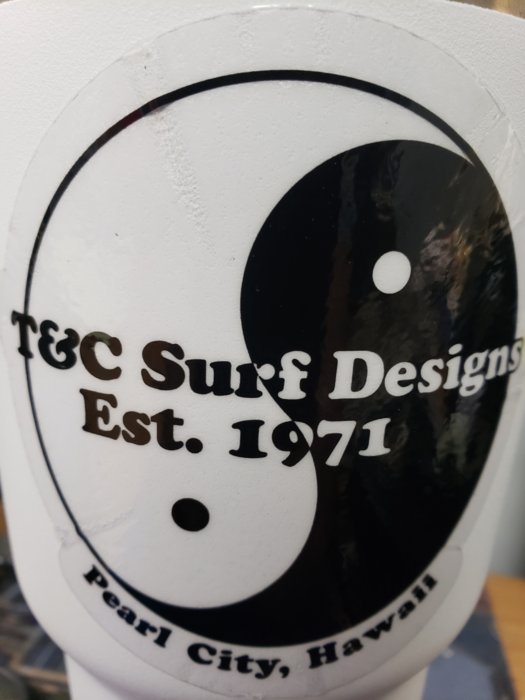 T&C Surf Designs
Est. 1971
Pearl City, Hawaii